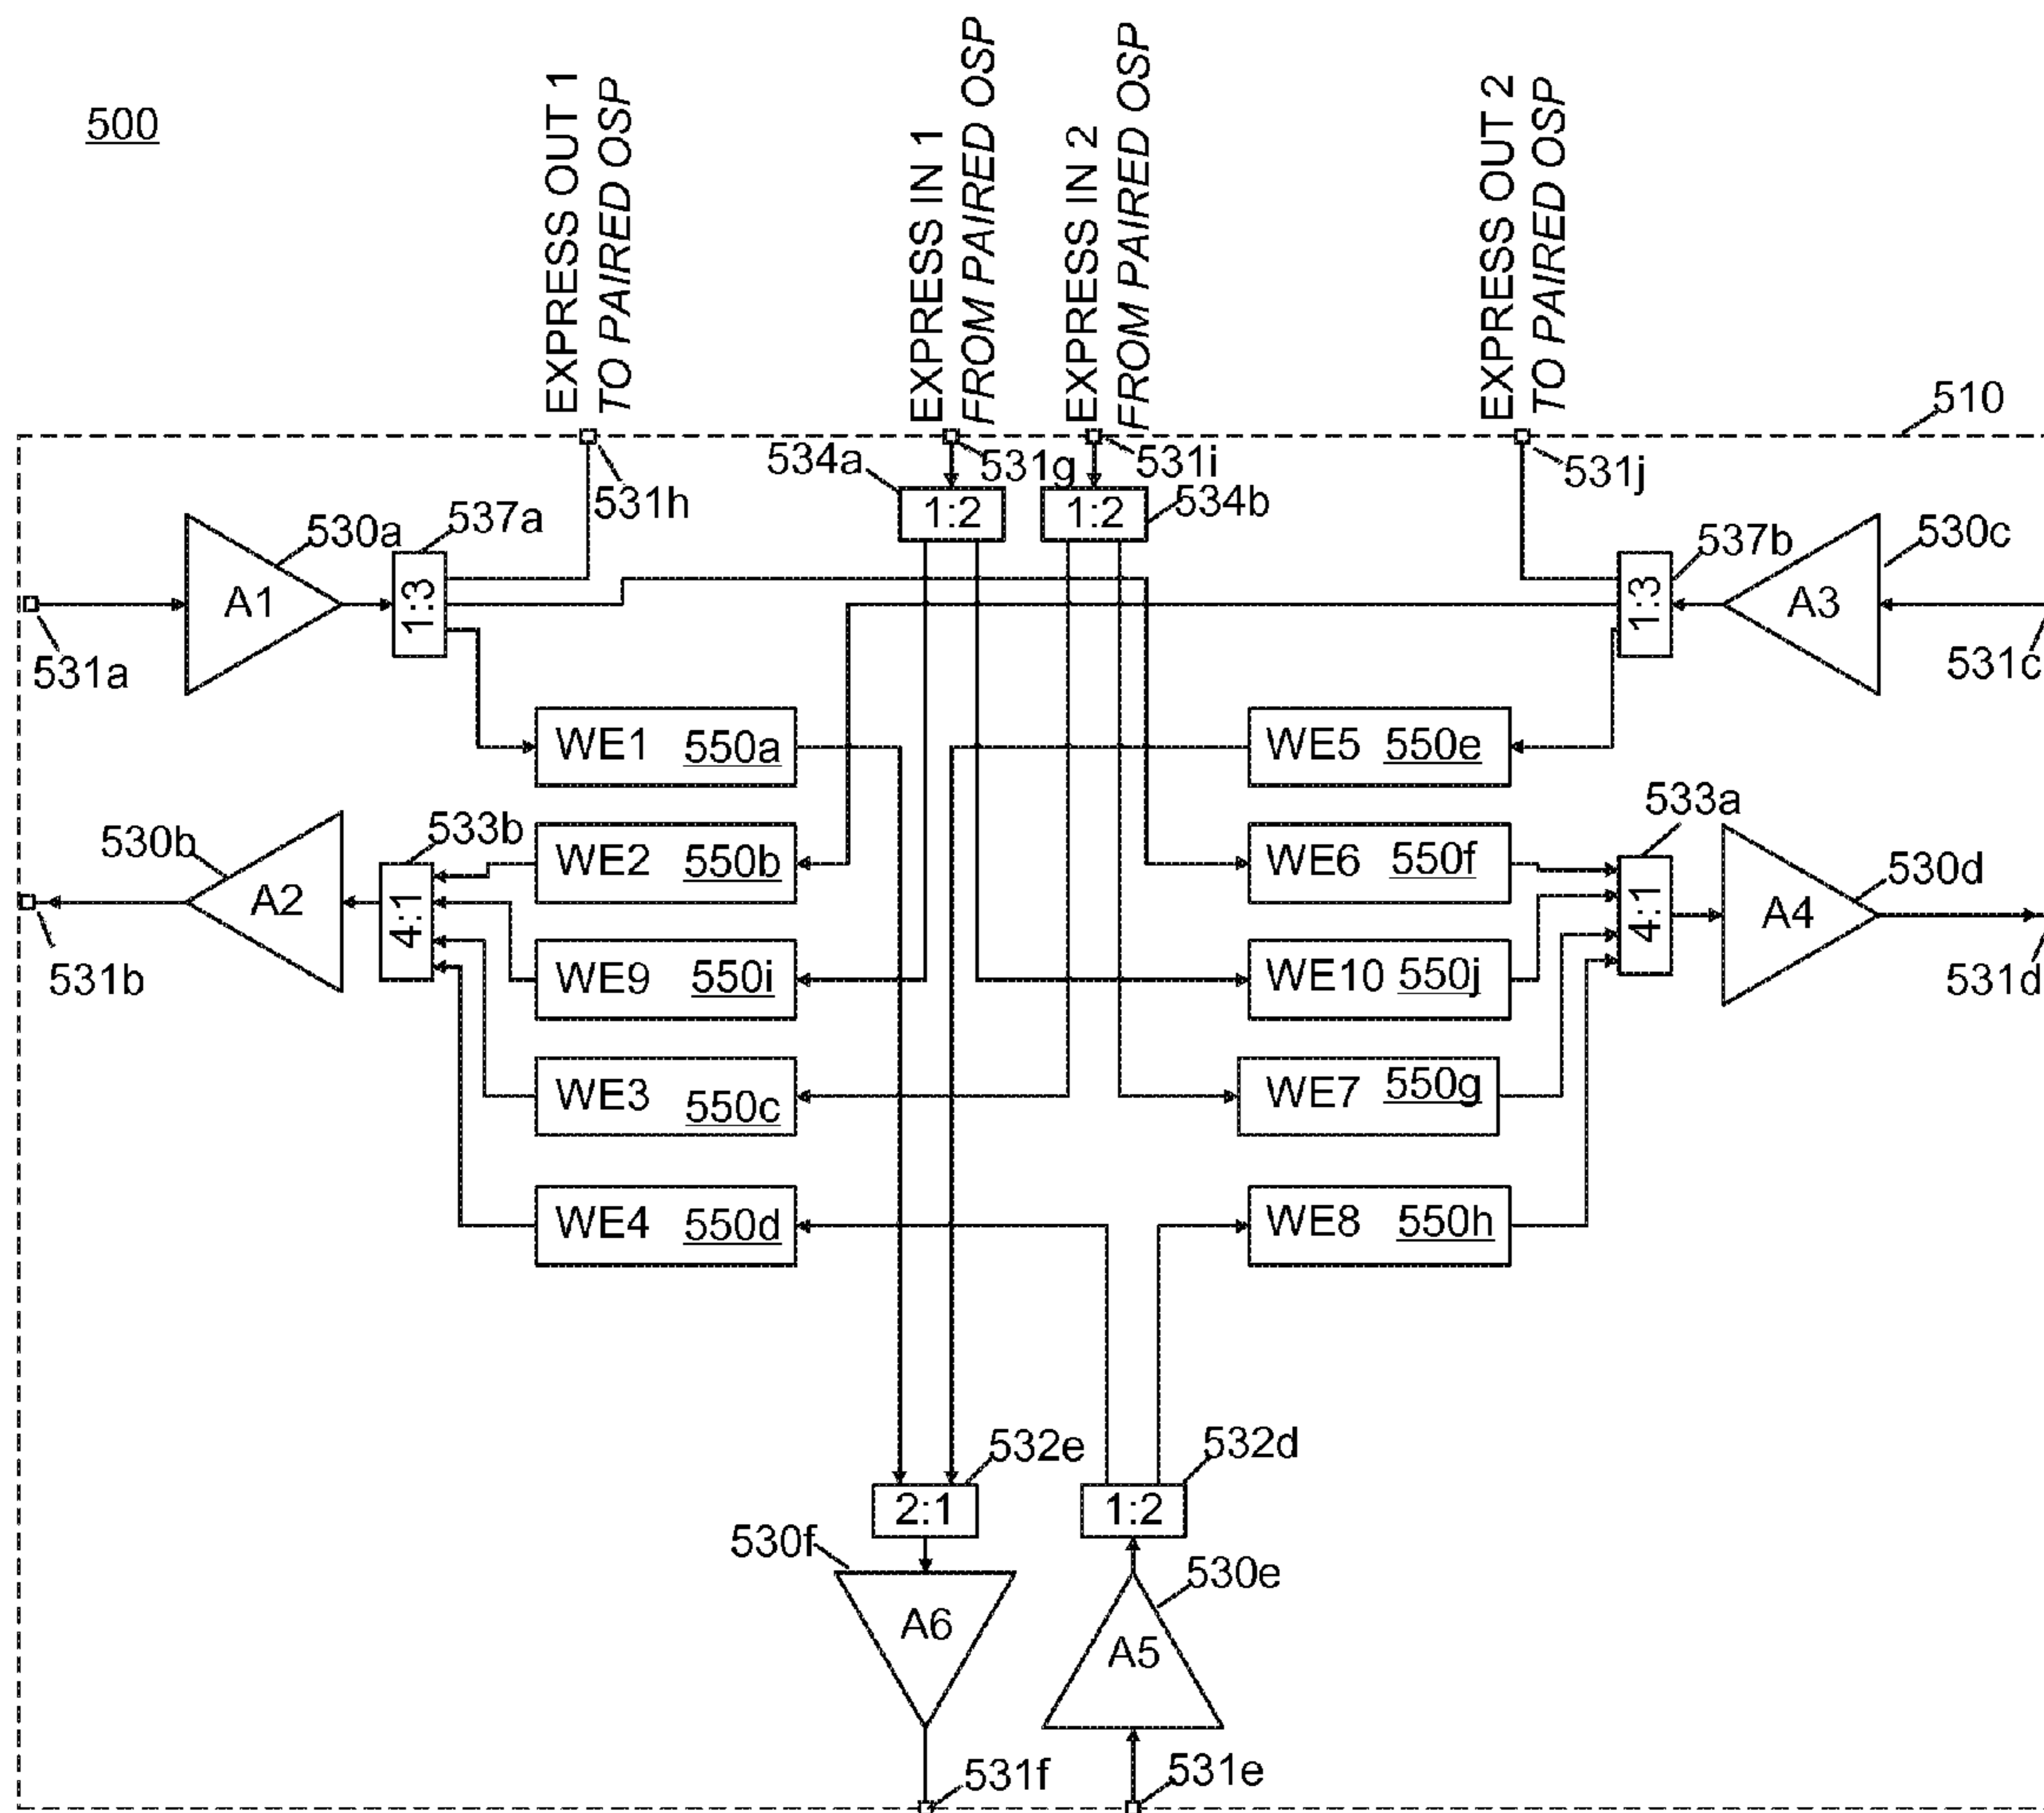 500
EXPRESS OUT 1
TO PAIRED OSP
EXPRESS IN 1
FROM PAIRED OSP
EXPRESS IN 2
FROM PAIRED OSP
EXPRESS OUT 2
TO PAIRED OSP
510
534a
531g
531i
531j
531h
1:2
1:2
534b
530a
537a
537b
530c
A1
1:3
1:3
A3
531a
531c
WE1 550a
WE5 550e
533a
530b
533b
WE2 550b
WE6 550f
530d
A2
4:1
4:1
A4
531b
WE9 550i
WE10 550j
531d
WE3 550c
WE7 550g
WE4 550d
WE8 550h
532e
532d
2:1
1:2
530f
530e
A6
A5
531f
531e